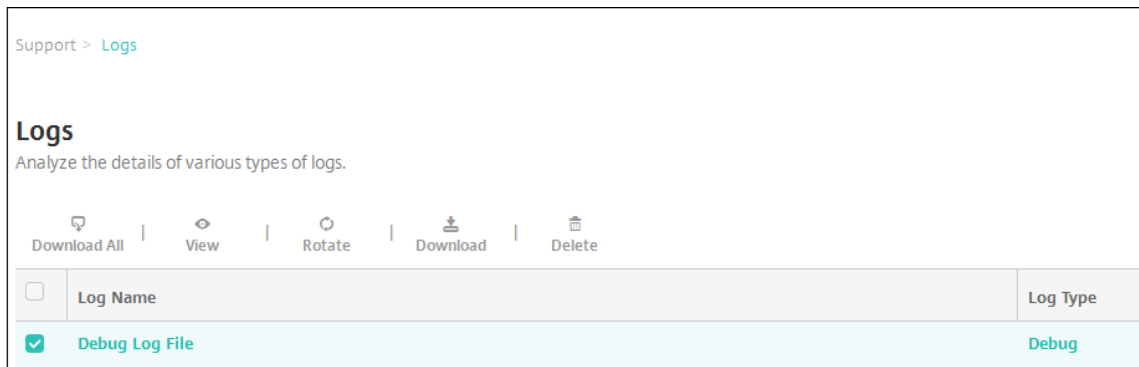 Support > Logs
Logs
Analyze the details of various types of logs.
Download All | View | Rotate | Download | Delete
Log Name Log Type
Debug Log File Debug